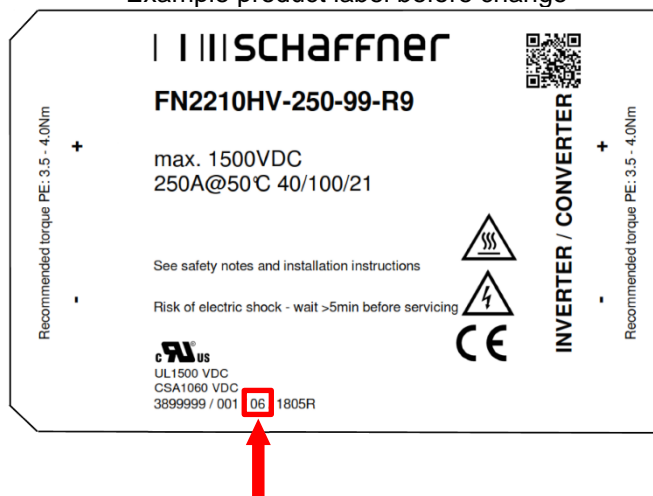 Example product label before change
schaffner
FN2210HV-250-99-R9
max. 1500VDC
250A@50°C 40/100/21
See safety notes and installation instructions
Risk of electric shock - wait >5min before servicing
CE
c RU us
UL1500 VDC
CSA1060 VDC
3899999 / 001 06 1805R
Recommended torque PE: 3.5 - 4.0Nm
+
-
INVERTER / CONVERTER
+
-
Recommended torque PE: 3.5 - 4.0Nm